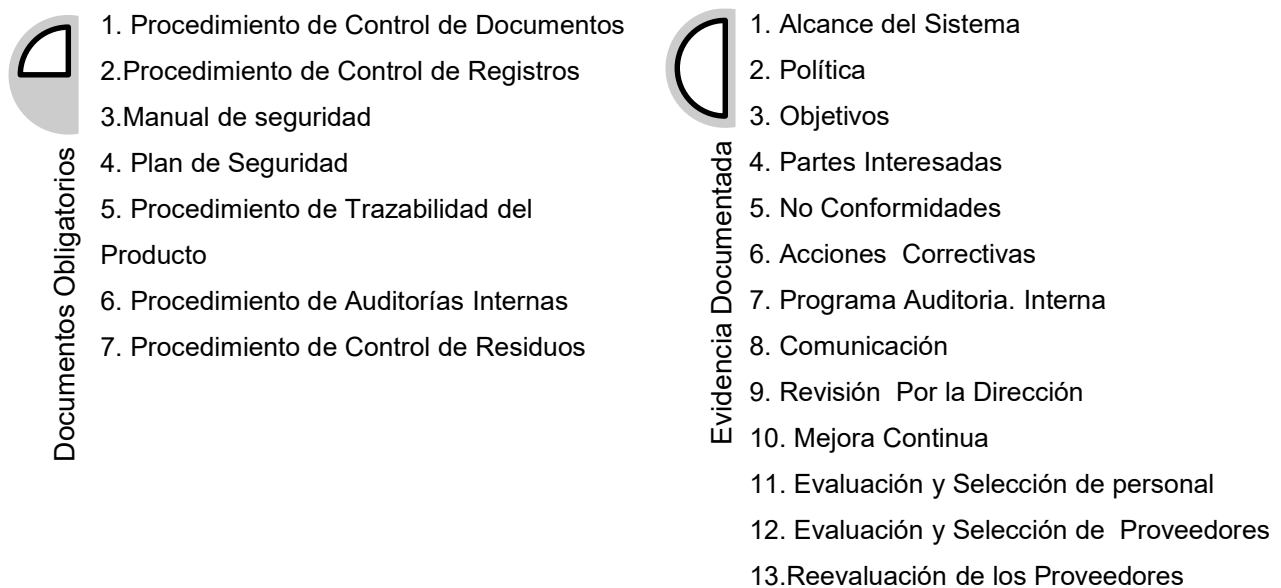 Documentos Obligatorios
1. Procedimiento de Control de Documentos
2.Procedimiento de Control de Registros
3.Manual de seguridad
4. Plan de Seguridad
5. Procedimiento de Trazabilidad del
Producto
6. Procedimiento de Auditorías Internas
7. Procedimiento de Control de Residuos
Evidencia Documentada
1. Alcance del Sistema
2. Política
3. Objetivos
4. Partes Interesadas
5. No Conformidades
6. Acciones  Correctivas
7. Programa Auditoria. Interna
8. Comunicación
9. Revisión  Por la Dirección
10. Mejora Continua
11. Evaluación y Selección de personal
12. Evaluación y Selección de  Proveedores
13.Reevaluación de los Proveedores